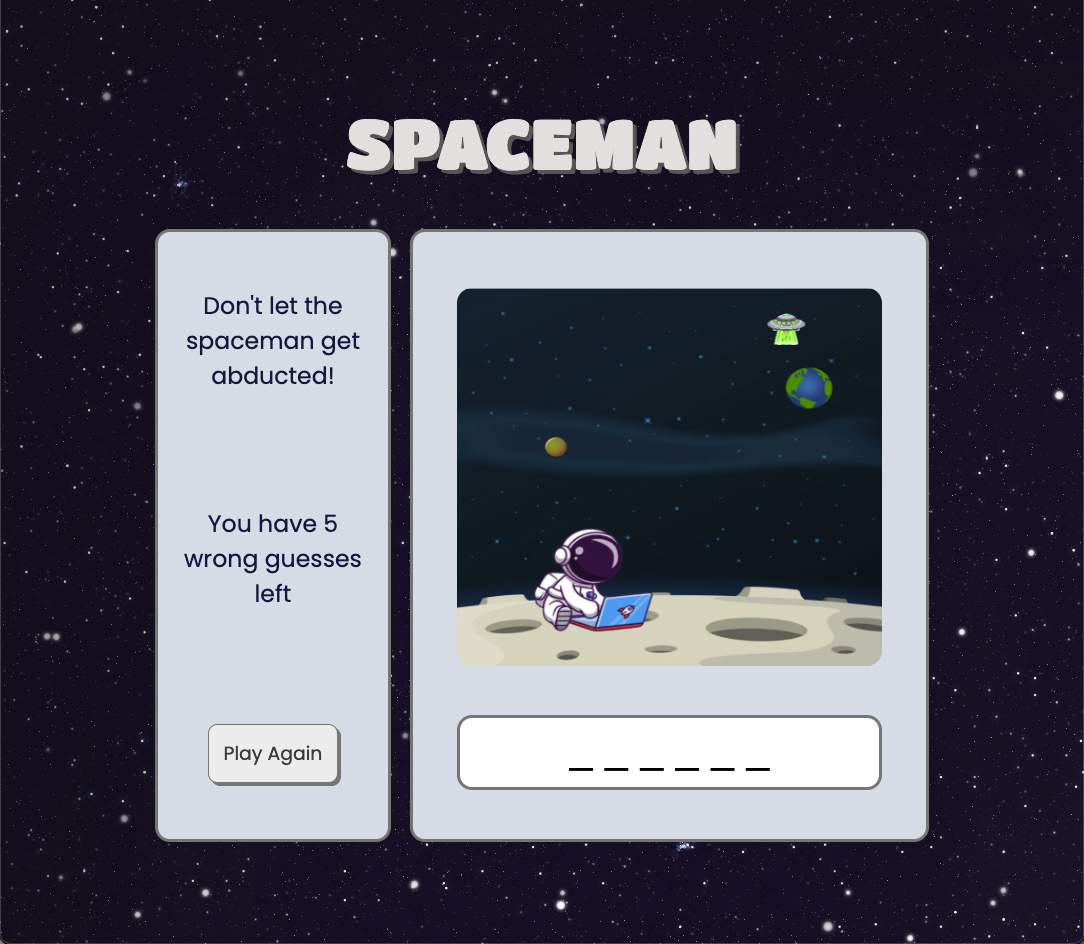 SPACEMAN
Don't let the
spaceman get
abducted!
You have 5
wrong guesses
left
Play Again
_ _ _ _ _ _